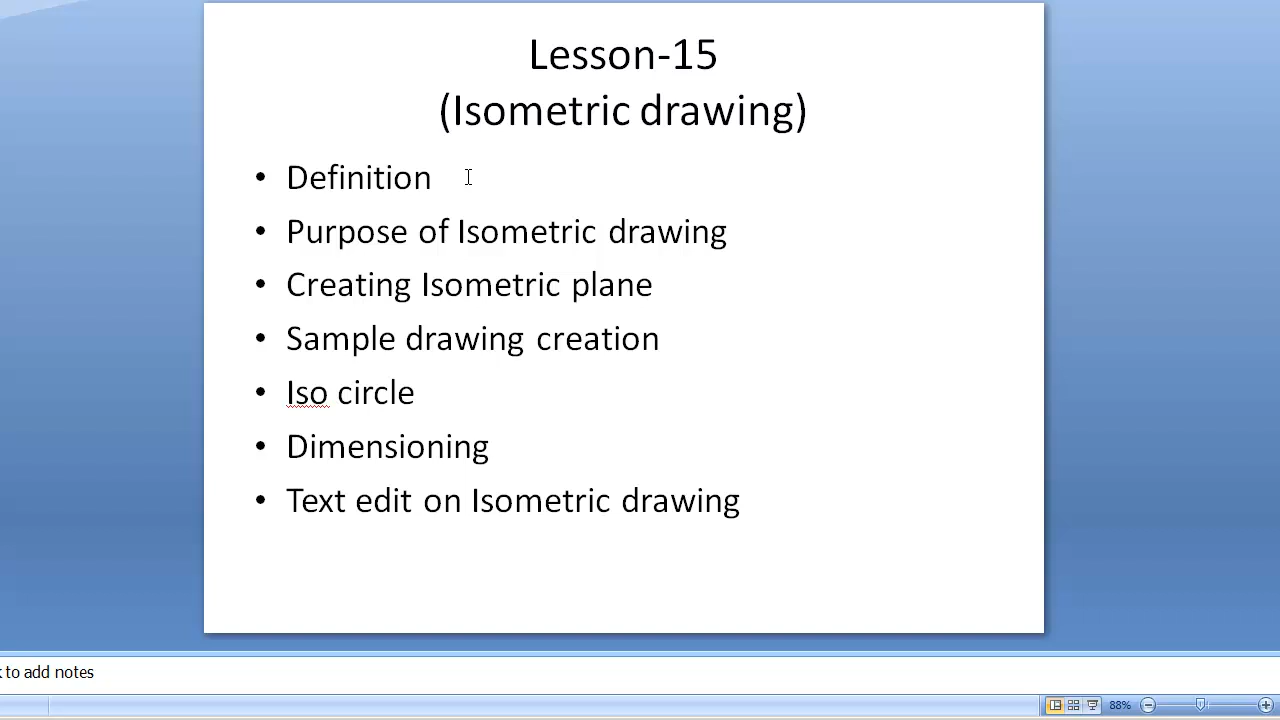 Lesson-15
(Isometric drawing)
• Definition
• Purpose of Isometric drawing
• Creating Isometric plane
• Sample drawing creation
• Iso circle
• Dimensioning
• Text edit on Isometric drawing
to add notes
88%